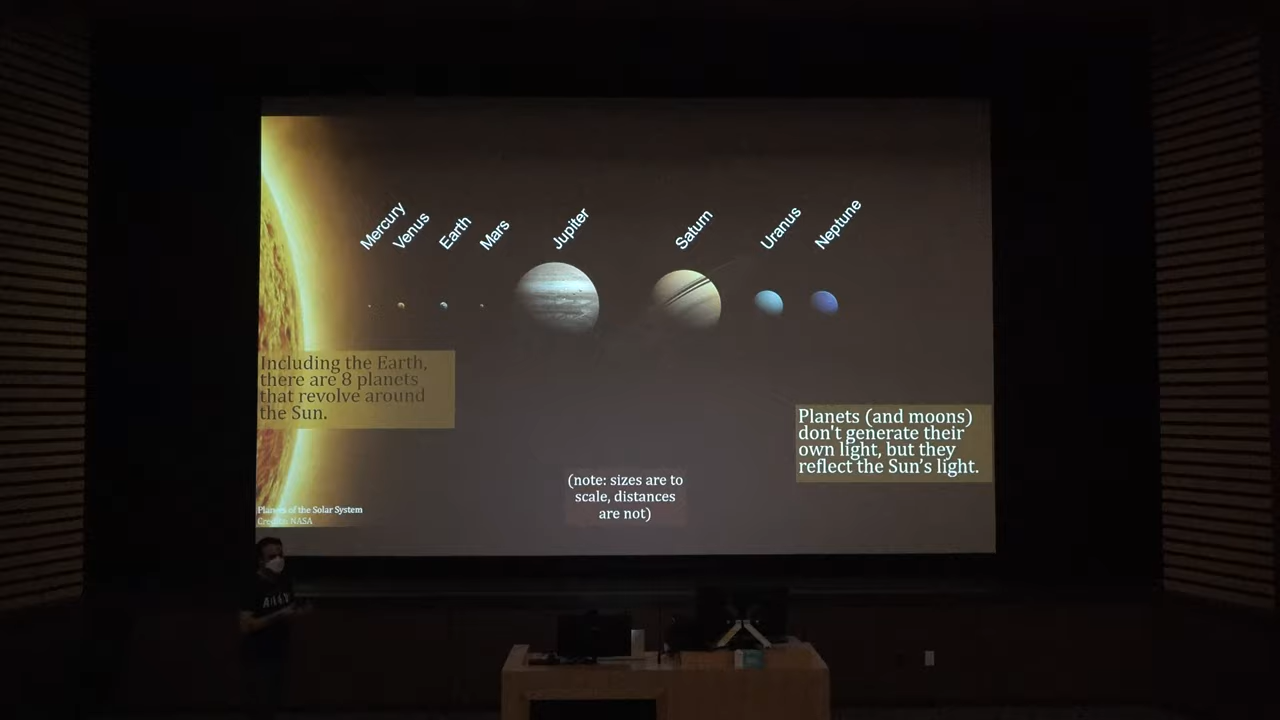 Mercury
Venus
Earth
Mars
Jupiter
Saturn
Uranus
Neptune
Including the Earth,
there are 8 planets
that revolve around
the Sun.
Planets (and moons)
don't generate their
own light, but they
reflect the Sun's light.
(note: sizes are to
scale, distances
are not)
Planets of the Solar System
Credits: NASA